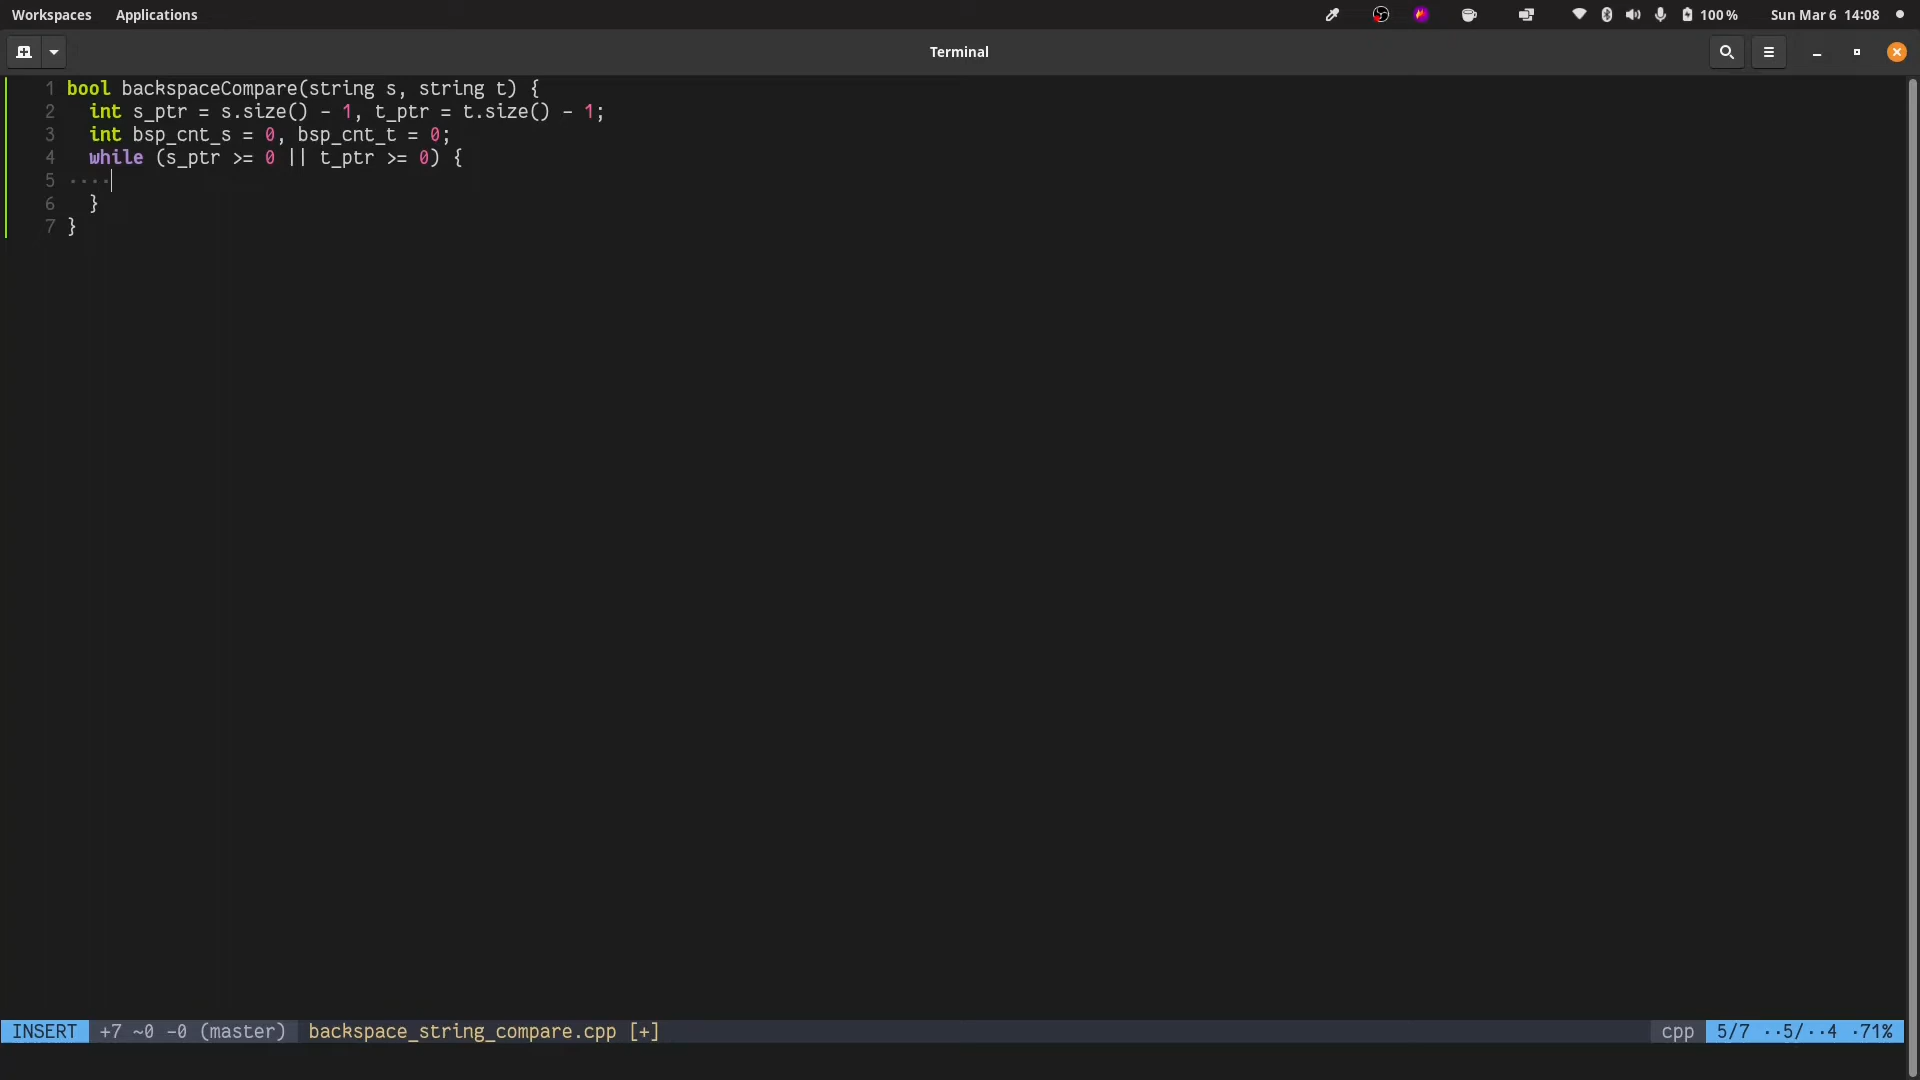 Workspaces Applications 100 % Sun Mar 6 14:08
Terminal
1 bool backspaceCompare(string s, string t) {
2 int s_ptr = s.size() - 1, t_ptr = t.size() - 1;
3 int bsp_cnt_s = 0, bsp_cnt_t = 0;
4 while (s_ptr >= 0 || t_ptr >= 0) {
5 ····
6 }
7 }
INSERT +7 ~0 -0 (master) backspace_string_compare.cpp [+] cpp 5/7 ··5/··4 ·71%